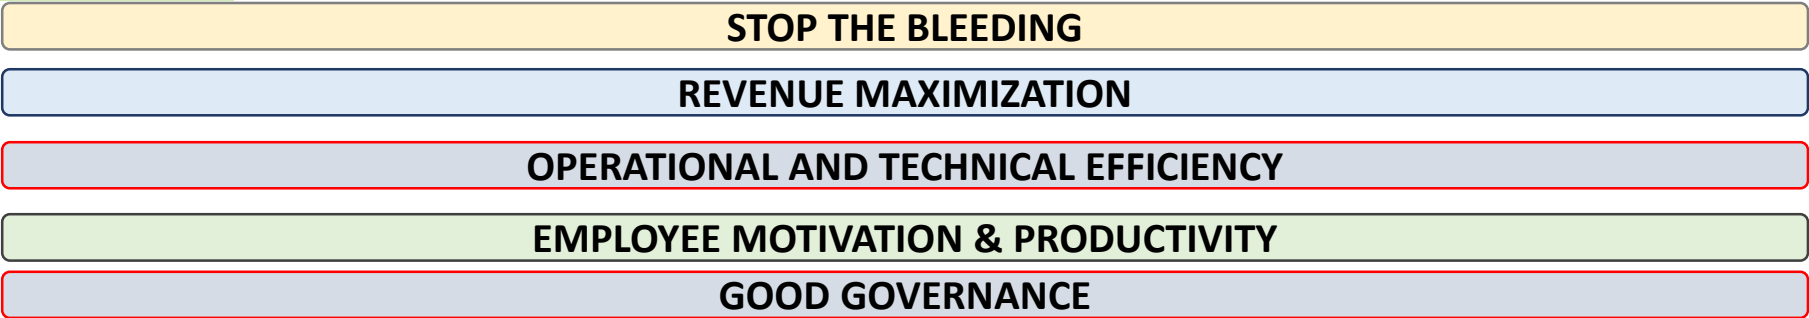 STOP THE BLEEDING
REVENUE MAXIMIZATION
OPERATIONAL AND TECHNICAL EFFICIENCY
EMPLOYEE MOTIVATION & PRODUCTIVITY
GOOD GOVERNANCE